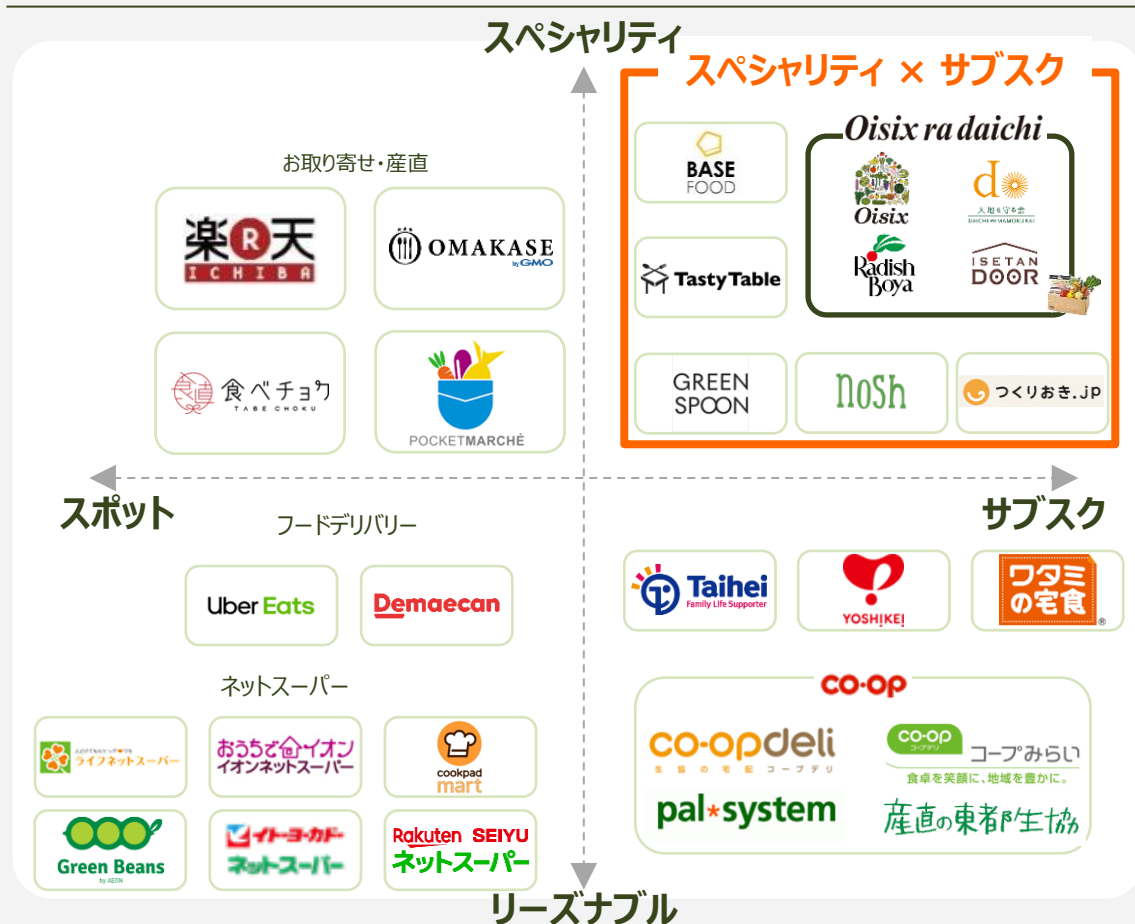 スペシャリティ
スペシャリティ × サブスク
お取り寄せ・産直
楽R天
ICHIBA
OMAKASE
by GMO
食直
食べチョク
TABE CHOKU
POCKETMARCHÉ
BASE
FOOD
Oisix ra daichi
Oisix
do
大地を守る会
DAICHI WO MAMORUKAI
Tasty Table
Radish
Boya
ISETAN
DOOR
GREEN
SPOON
nosh
つくりおき.jp
スポット
サブスク
フードデリバリー
Uber Eats
Demaecan
Taihei
Family Life Supporter
YOSHIKEI
ワタミ
の宅食
®
ネットスーパー
ライフネットスーパー
おうちでイオン
イオンネットスーパー
cookpad
mart
Green Beans
by AEON
イトーヨーカドー
ネットスーパー
Rakuten SEIYU
ネットスーパー
co·op
co-opdeli
生協の宅配コープデリ
co-op
コープデリ
コープみらい
食卓を笑顔に、地域を豊かに。
pal*system
産直の東都生協
リーズナブル